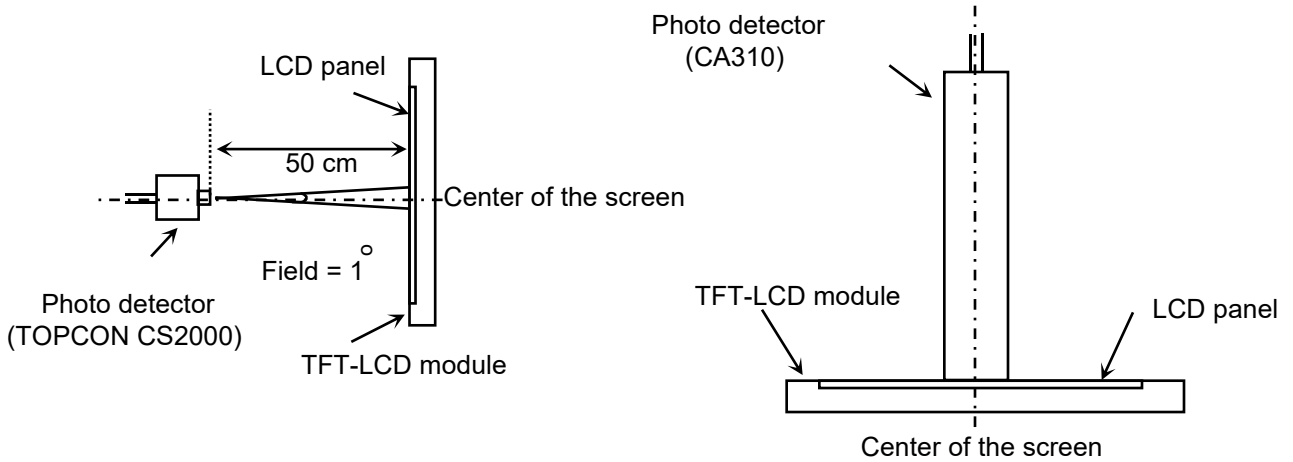 LCD panel
50 cm
Center of the screen
Field = 1°
Photo detector
(TOPCON CS2000)
TFT-LCD module
Photo detector
(CA310)
TFT-LCD module
LCD panel
Center of the screen